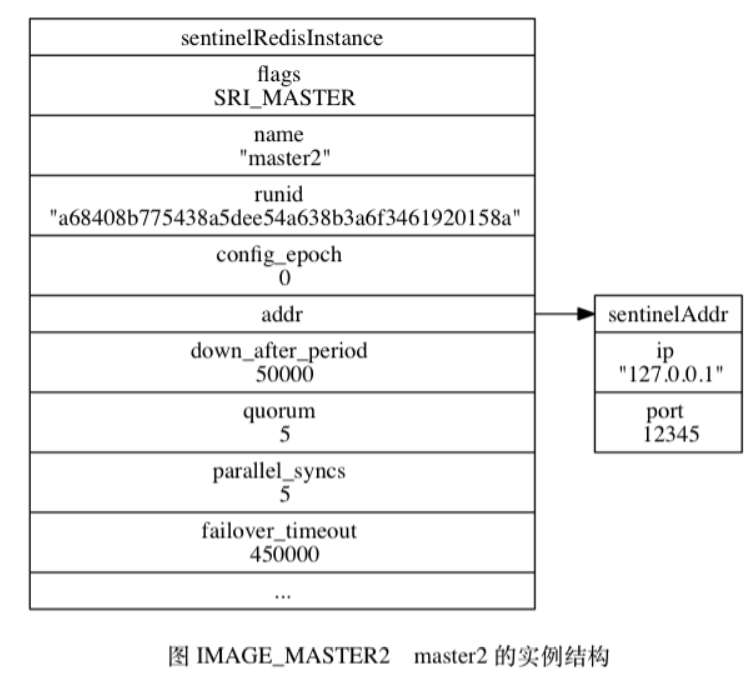 sentinelRedisInstance
flags
SRI_MASTER
name
"master2"
runid
"a68408b775438a5dee54a638b3a6f3461920158a"
config_epoch
0
addr
down_after_period
50000
quorum
5
parallel_syncs
5
failover_timeout
450000
...
sentinelAddr
ip
"127.0.0.1"
port
12345
图 IMAGE_MASTER2 master2 的实例结构